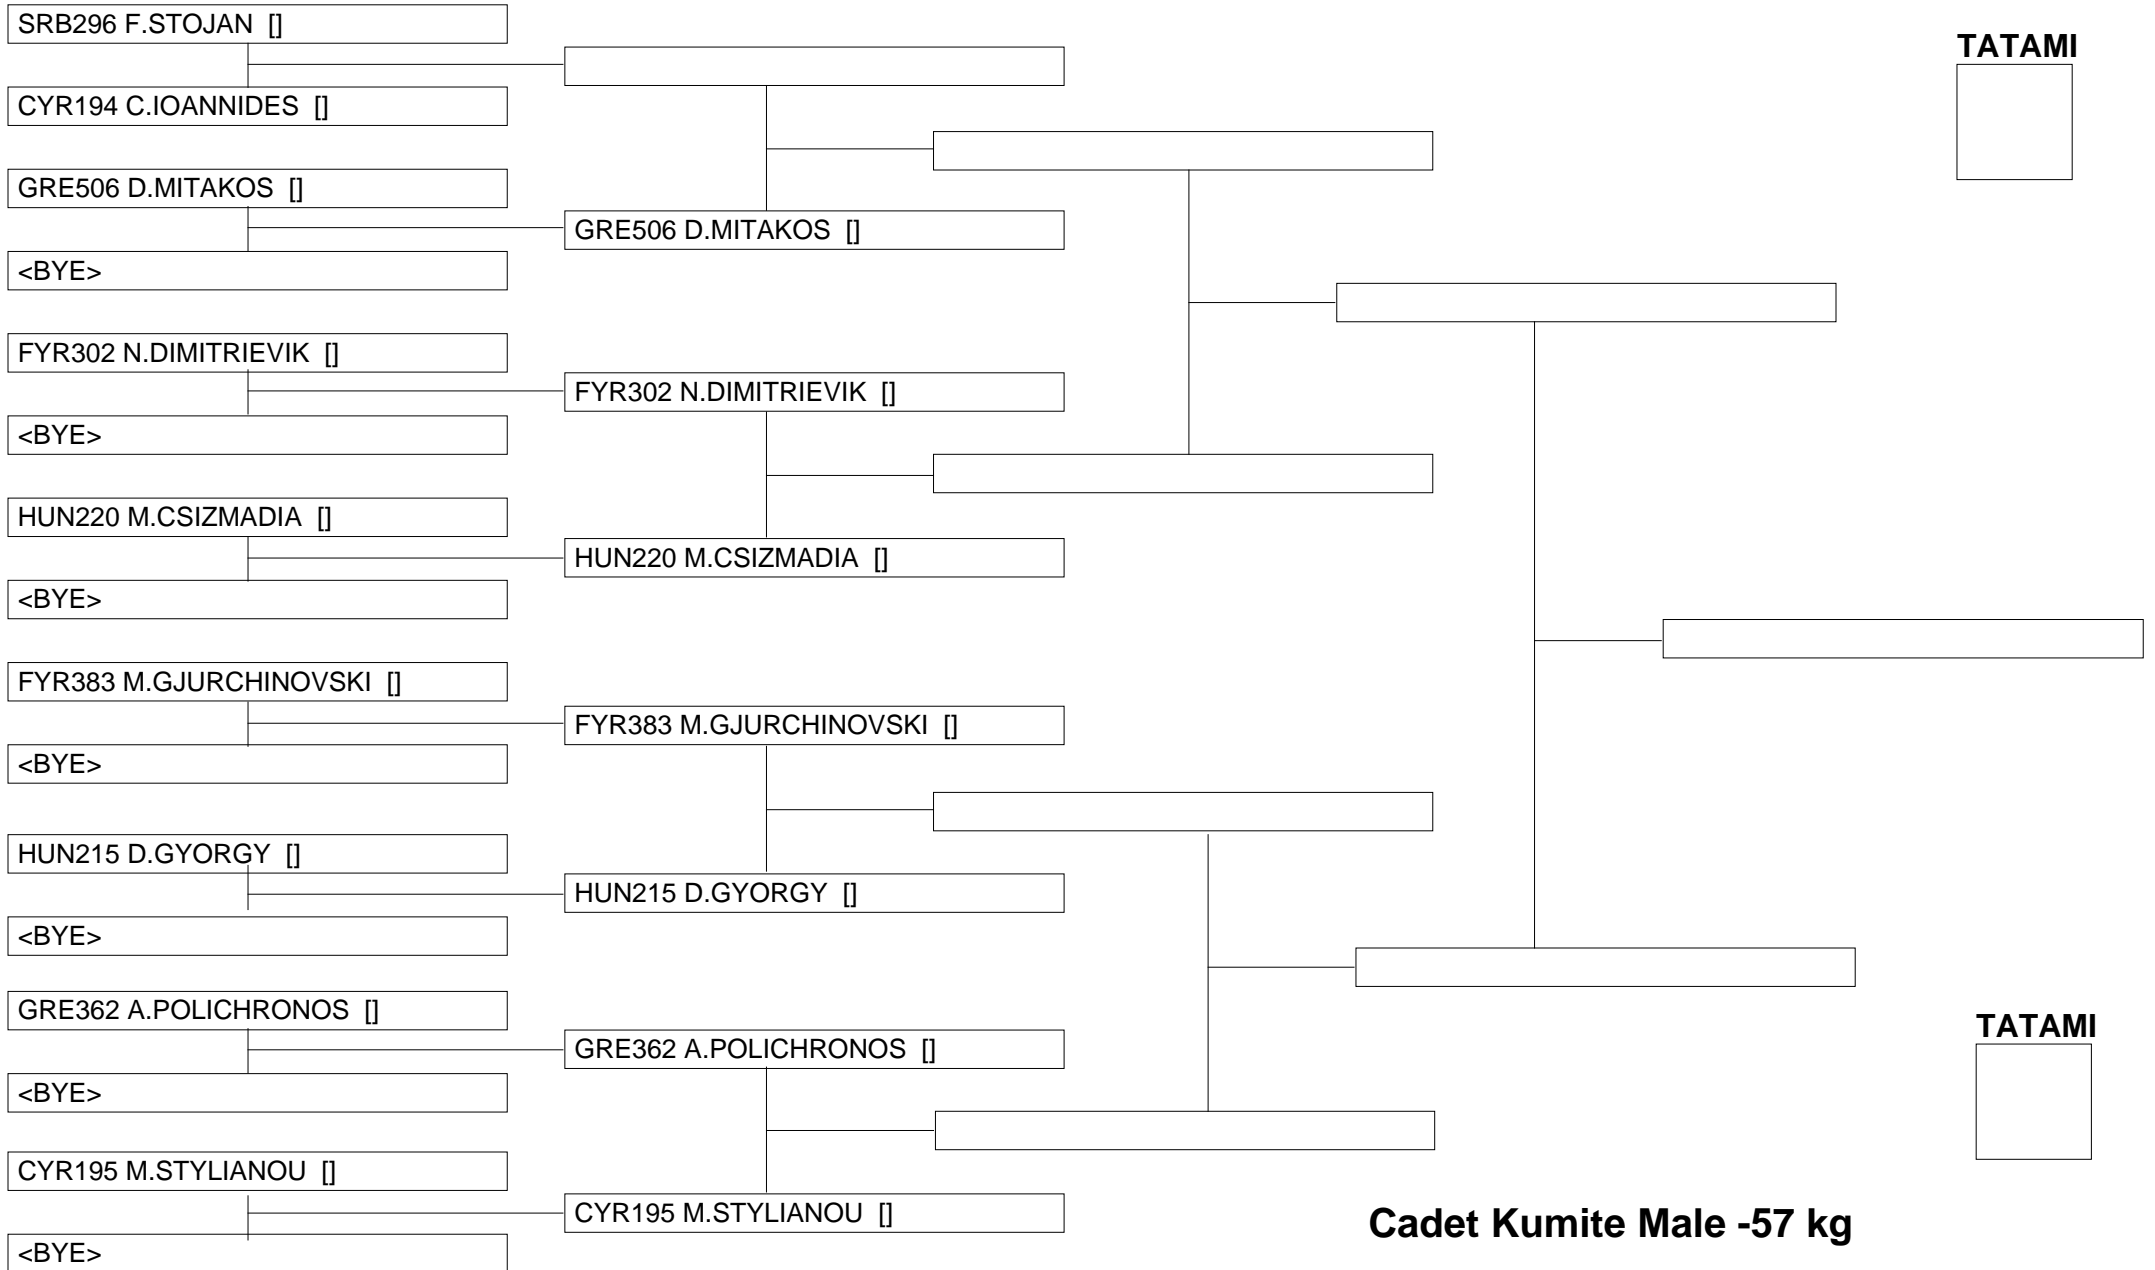 SRB296 F.STOJAN []
CYR194 C.IOANNIDES []
GRE506 D.MITAKOS []
<BYE>
FYR302 N.DIMITRIEVIK []
<BYE>
HUN220 M.CSIZMADIA []
<BYE>
FYR383 M.GJURCHINOVSKI []
<BYE>
HUN215 D.GYORGY []
<BYE>
GRE362 A.POLICHRONOS []
<BYE>
CYR195 M.STYLIANOU []
<BYE>
GRE506 D.MITAKOS []
FYR302 N.DIMITRIEVIK []
HUN220 M.CSIZMADIA []
FYR383 M.GJURCHINOVSKI []
HUN215 D.GYORGY []
GRE362 A.POLICHRONOS []
CYR195 M.STYLIANOU []
TATAMI
TATAMI
Cadet Kumite Male -57 kg